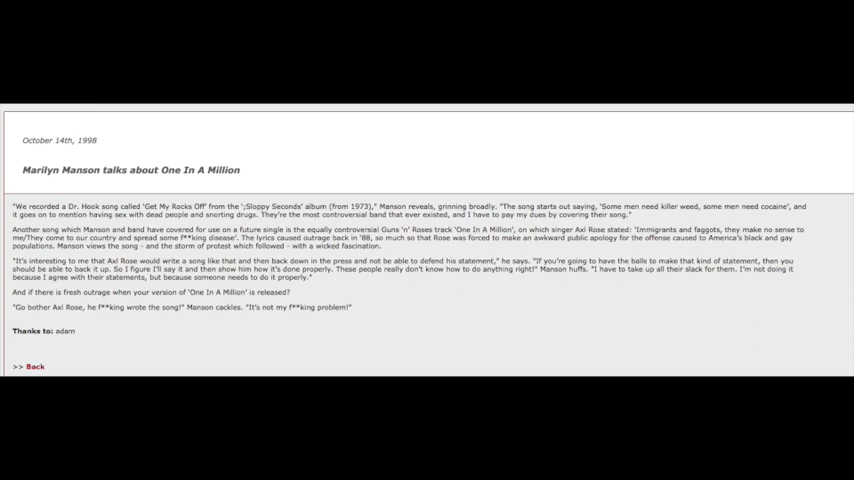 October 14th, 1998
Marilyn Manson talks about One In A Million
"We recorded a Dr. Hook song called 'Get My Rocks Off' from the ';Sloppy Seconds' album (from 1973)," Manson reveals, grinning broadly. "The song starts out saying, 'Some men need killer weed, some men need cocaine', and
it goes on to mention having sex with dead people and snorting drugs. They're the most controversial band that ever existed, and I have to pay my dues by covering their song."
Another song which Manson and band have covered for use on a future single is the equally controversial Guns 'n' Roses track 'One In A Million', on which singer Axl Rose stated: 'Immigrants and faggots, they make no sense to
me/They come to our country and spread some f**king disease'. The lyrics caused outrage back in '88, so much so that Rose was forced to make an awkward public apology for the offense caused to America's black and gay
populations. Manson views the song - and the storm of protest which followed - with a wicked fascination.
"It's interesting to me that Axl Rose would write a song like that and then back down in the press and not be able to defend his statement," he says. "If you're going to have the balls to make that kind of statement, then you
should be able to back it up. So I figure I'll say it and then show him how it's done properly. These people really don't know how to do anything right!" Manson huffs. "I have to take up all their slack for them. I'm not doing it
because I agree with their statements, but because someone needs to do it properly."
And if there is fresh outrage when your version of 'One In A Million' is released?
"Go bother Axl Rose, he f**king wrote the song!" Manson cackles. "It's not my f**king problem!"
Thanks to: adam
>> Back